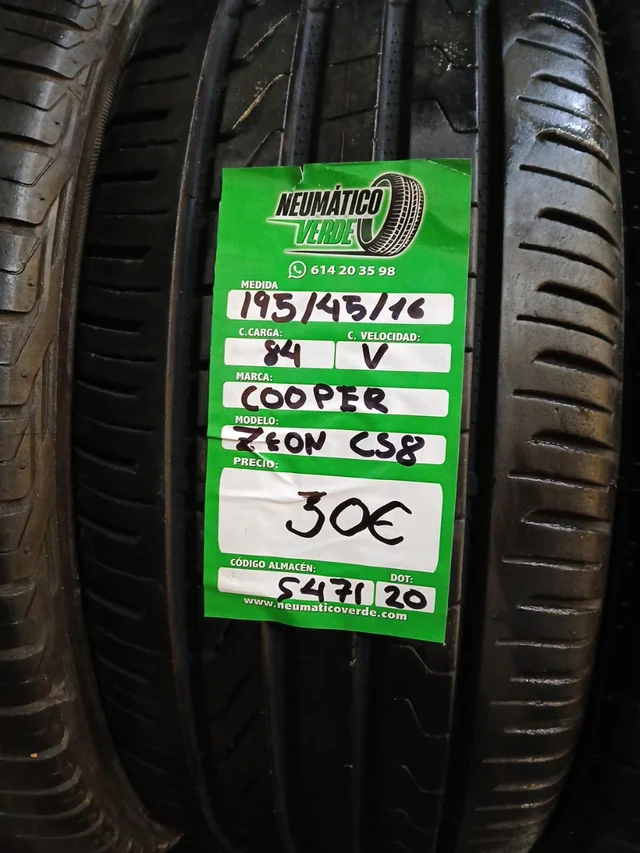 NEUMÁTICO
VERDE
614 20 35 98
MEDIDA
195/45/16
C.CARGA: C. VELOCIDAD:
84 V
MARCA:
COOPER
MODELO:
ZEON CS8
PRECIO:
30€
CÓDIGO ALMACÉN: DOT:
5471 20
www.neumaticoverde.com